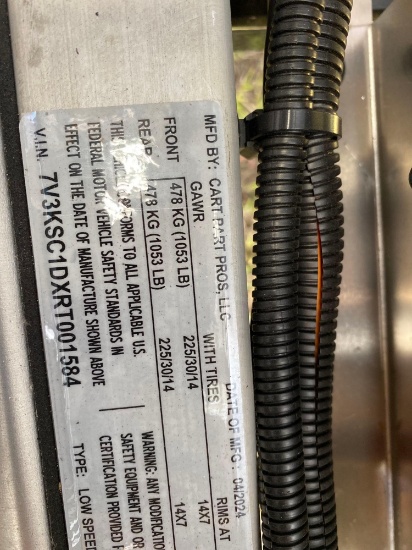 MFD BY: CART PART PROS, LLC DATE OF MFG : 04/2024
GAWR WITH TIRES RIMS AT
FRONT 478 KG (1053 LB) 225/30/14 14X7
REAR 478 KG (1053 LB) 225/30/14 14X7
TO ALL APPLICABLE U.S. WARNING: ANY MODIFICATION
FEDERAL MOTOR VEHICLE SAFETY STANDARDS IN SAFETY EQUIPMENT AND OR
EFFECT ON THE DATE OF MANUFACTURE SHOWN ABOVE CERTIFICATION PROVIDED
V.I.N. 7V3KSC1DXRT001584 TYPE: LOW SPEED